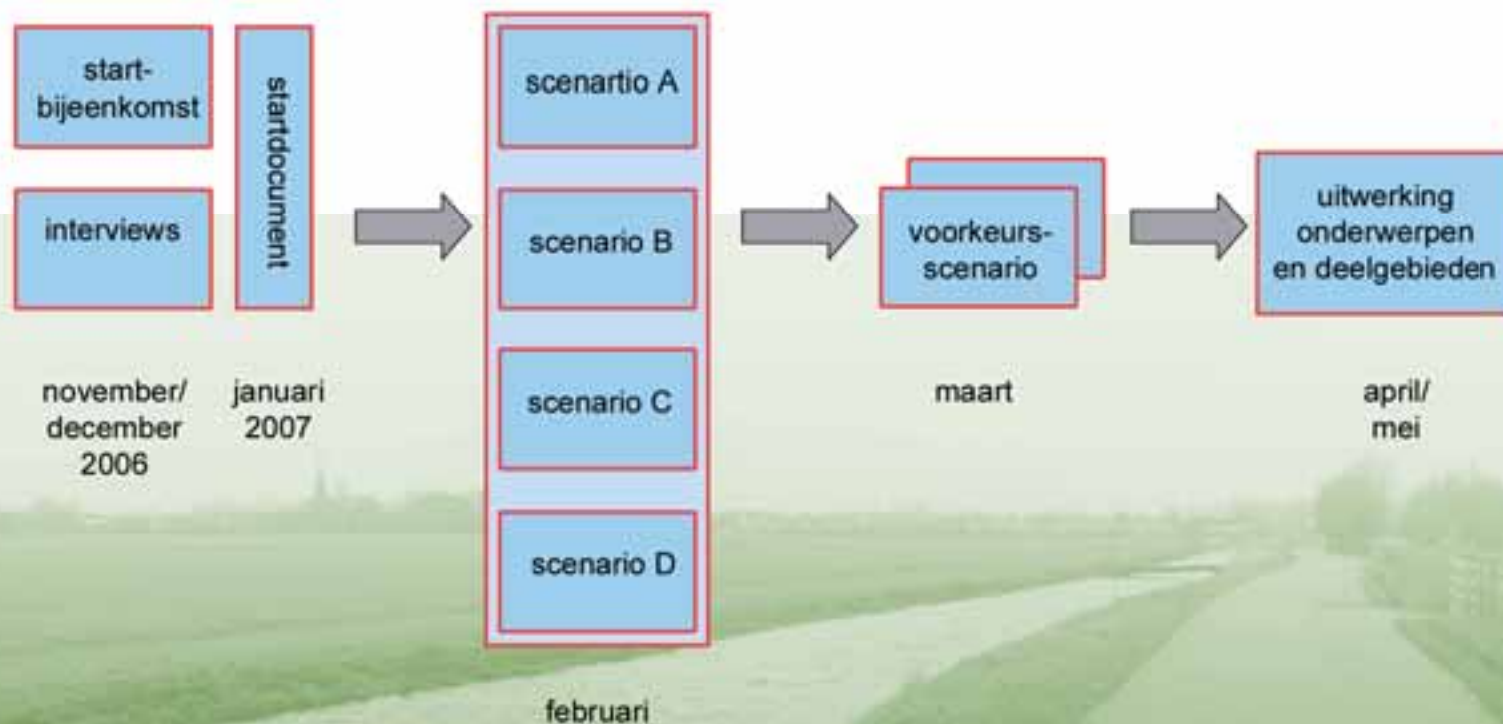 start-
bijeenkomst
interviews
startdocument
november/
december
2006
januari
2007
scenartio A
scenario B
scenario C
scenario D
februari
voorkeurs-
scenario
maart
uitwerking
onderwerpen
en deelgebieden
april/
mei